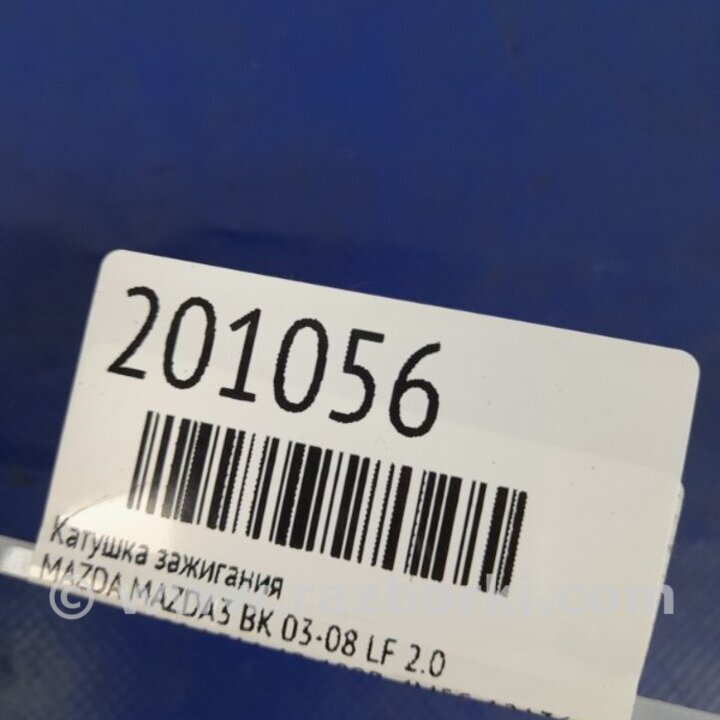 201056
Катушка зажигания
MAZDA MAZDA3 BK 03-08 LF 2.0